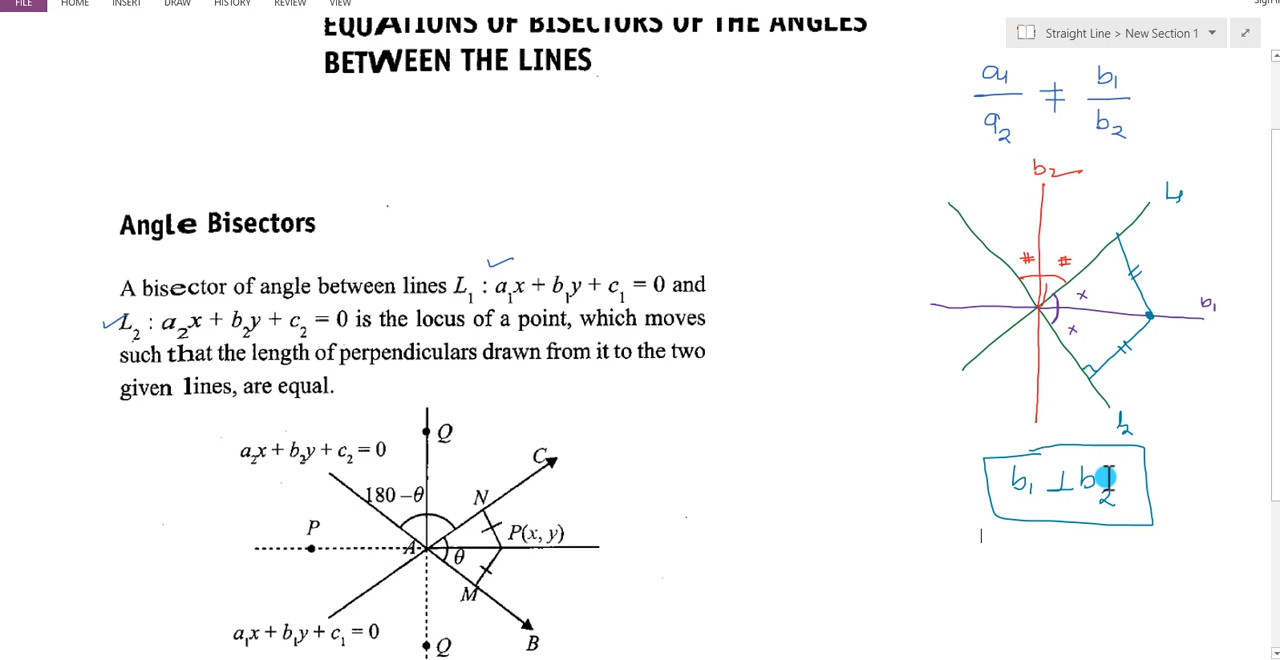 FILE HOME INSERT DRAW HISTORY REVIEW VIEW
Sign in
EQUATIONS OF BISECTORS OF THE ANGLES
BETWEEN THE LINES
Straight Line > New Section 1
a1/a2 ≠ b1/b2
b2
L1
Angle Bisectors
A bisector of angle between lines L₁ : a₁x + b₁y + c₁ = 0 and
L₂ : a₂x + b₂y + c₂ = 0 is the locus of a point, which moves
such that the length of perpendiculars drawn from it to the two
given lines, are equal.
# #
x
x
b1
a₂x + b₂y + c₂ = 0
Q
C
180 – θ
N
P
P(x, y)
A
θ
M
a₁x + b₁y + c₁ = 0
Q
B
b1 ⊥ b2